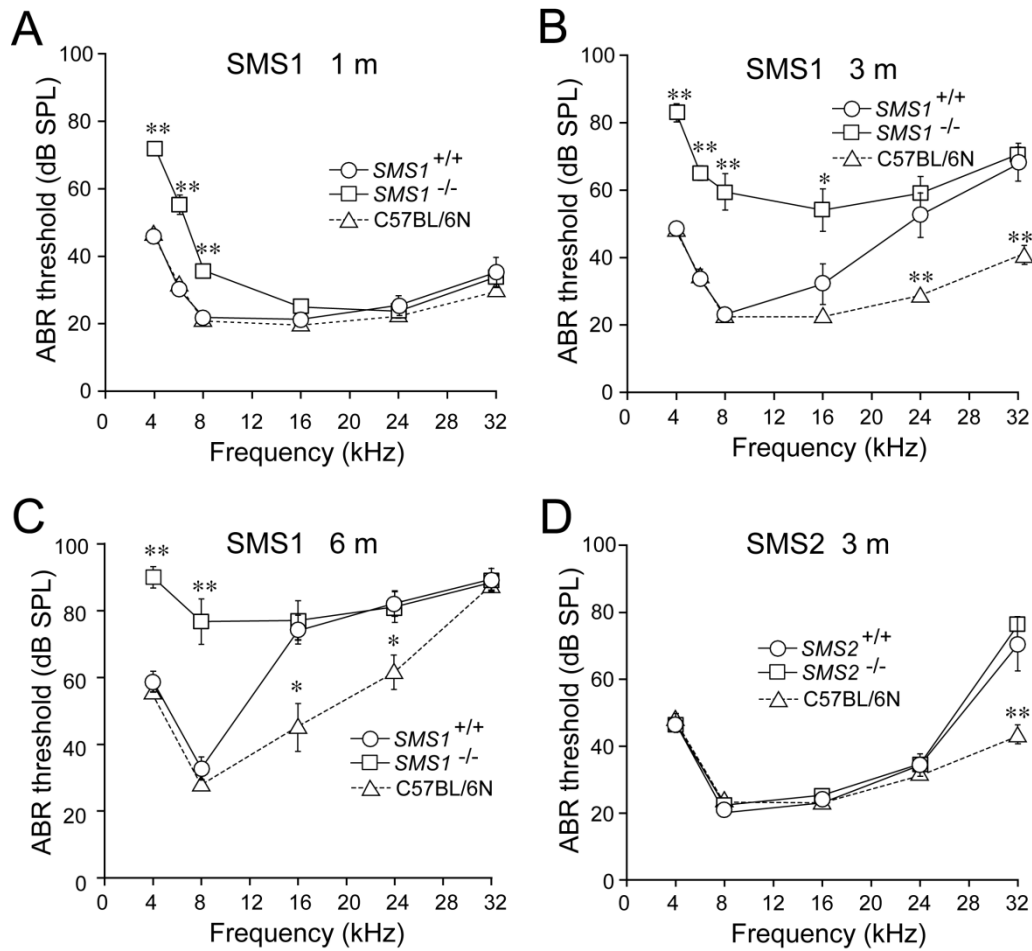 A
SMS1 1 m
ABR threshold (dB SPL)
100
80
60
40
20
0
**
**
**
SMS1 +/+
SMS1 -/-
C57BL/6N
0 4 8 12 16 20 24 28 32
Frequency (kHz)
B
SMS1 3 m
ABR threshold (dB SPL)
100
80
60
40
20
0
**
**
**
*
**
**
SMS1 +/+
SMS1 -/-
C57BL/6N
0 4 8 12 16 20 24 28 32
Frequency (kHz)
C
SMS1 6 m
ABR threshold (dB SPL)
100
80
60
40
20
0
**
**
*
*
SMS1 +/+
SMS1 -/-
C57BL/6N
0 4 8 12 16 20 24 28 32
Frequency (kHz)
D
SMS2 3 m
ABR threshold (dB SPL)
100
80
60
40
20
0
SMS2 +/+
SMS2 -/-
C57BL/6N
**
0 4 8 12 16 20 24 28 32
Frequency (kHz)